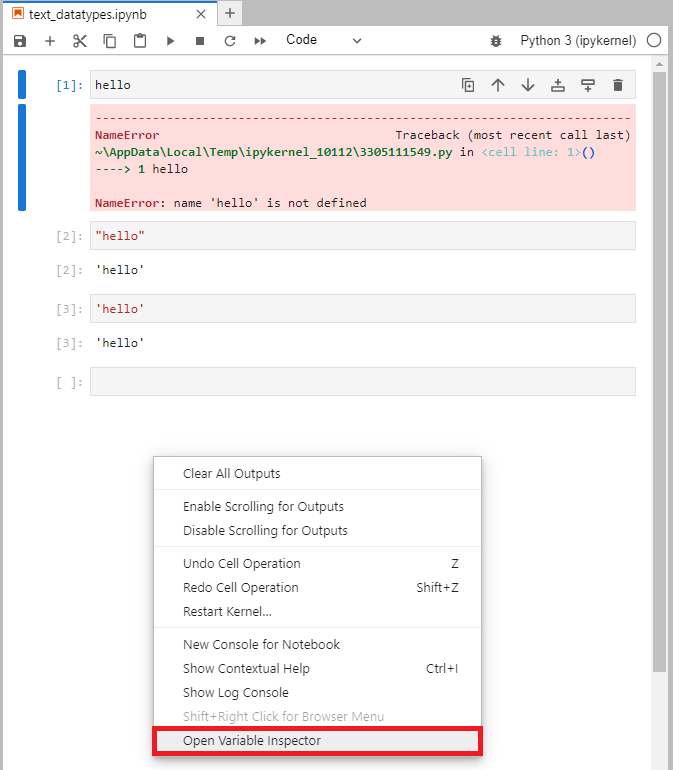 text_datatypes.ipynb
Code Python 3 (ipykernel)
[1]: hello
---------------------------------------------------------------------------
NameError Traceback (most recent call last)
~\AppData\Local\Temp\ipykernel_10112\3305111549.py in <cell line: 1>()
----> 1 hello
NameError: name 'hello' is not defined
[2]: "hello"
[2]: 'hello'
[3]: 'hello'
[3]: 'hello'
[ ]:
Clear All Outputs
Enable Scrolling for Outputs
Disable Scrolling for Outputs
Undo Cell Operation Z
Redo Cell Operation Shift+Z
Restart Kernel…
New Console for Notebook
Show Contextual Help Ctrl+I
Show Log Console
Shift+Right Click for Browser Menu
Open Variable Inspector